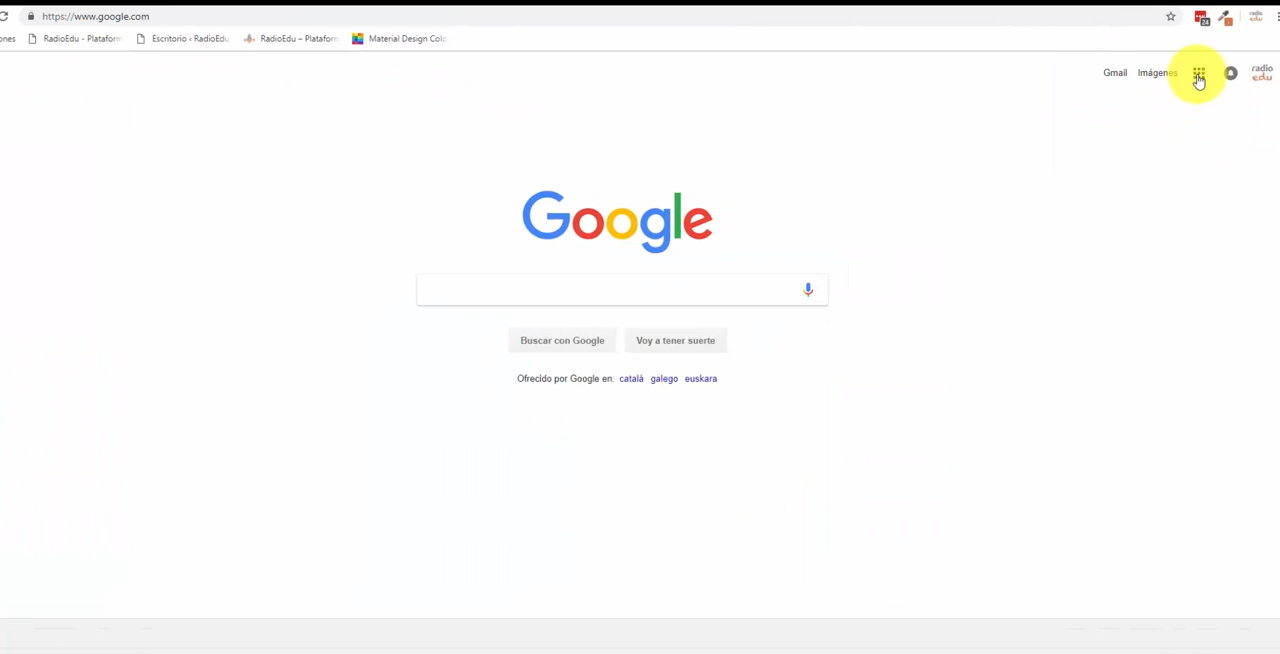 https://www.google.com
ones RadioEdu - Plataform Escritorio ‹ RadioEdu RadioEdu – Plataform Material Design Colo
Gmail Imágenes radio edu
Google
Buscar con Google Voy a tener suerte
Ofrecido por Google en: català galego euskara